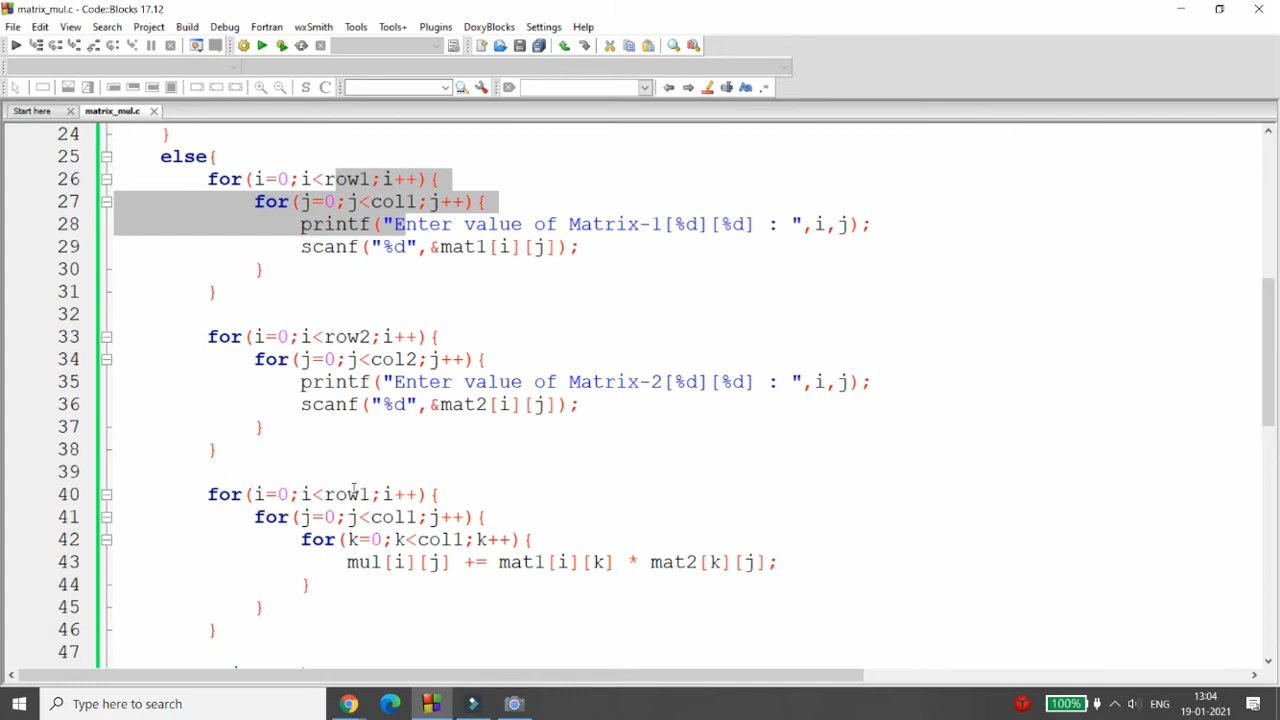 matrix_mul.c - Code::Blocks 17.12
File Edit View Search Project Build Debug Fortran wxSmith Tools Tools+ Plugins DoxyBlocks Settings Help
S C
Start here matrix_mul.c
24 }
25 else{
26 for(i=0;i<row1;i++){
27 for(j=0;j<col1;j++){
28 printf("Enter value of Matrix-1[%d][%d] : ",i,j);
29 scanf("%d",&mat1[i][j]);
30 }
31 }
32
33 for(i=0;i<row2;i++){
34 for(j=0;j<col2;j++){
35 printf("Enter value of Matrix-2[%d][%d] : ",i,j);
36 scanf("%d",&mat2[i][j]);
37 }
38 }
39
40 for(i=0;i<row1;i++){
41 for(j=0;j<col1;j++){
42 for(k=0;k<col1;k++){
43 mul[i][j] += mat1[i][k] * mat2[k][j];
44 }
45 }
46 }
47
Type here to search
100% ENG 13:04
19-01-2021